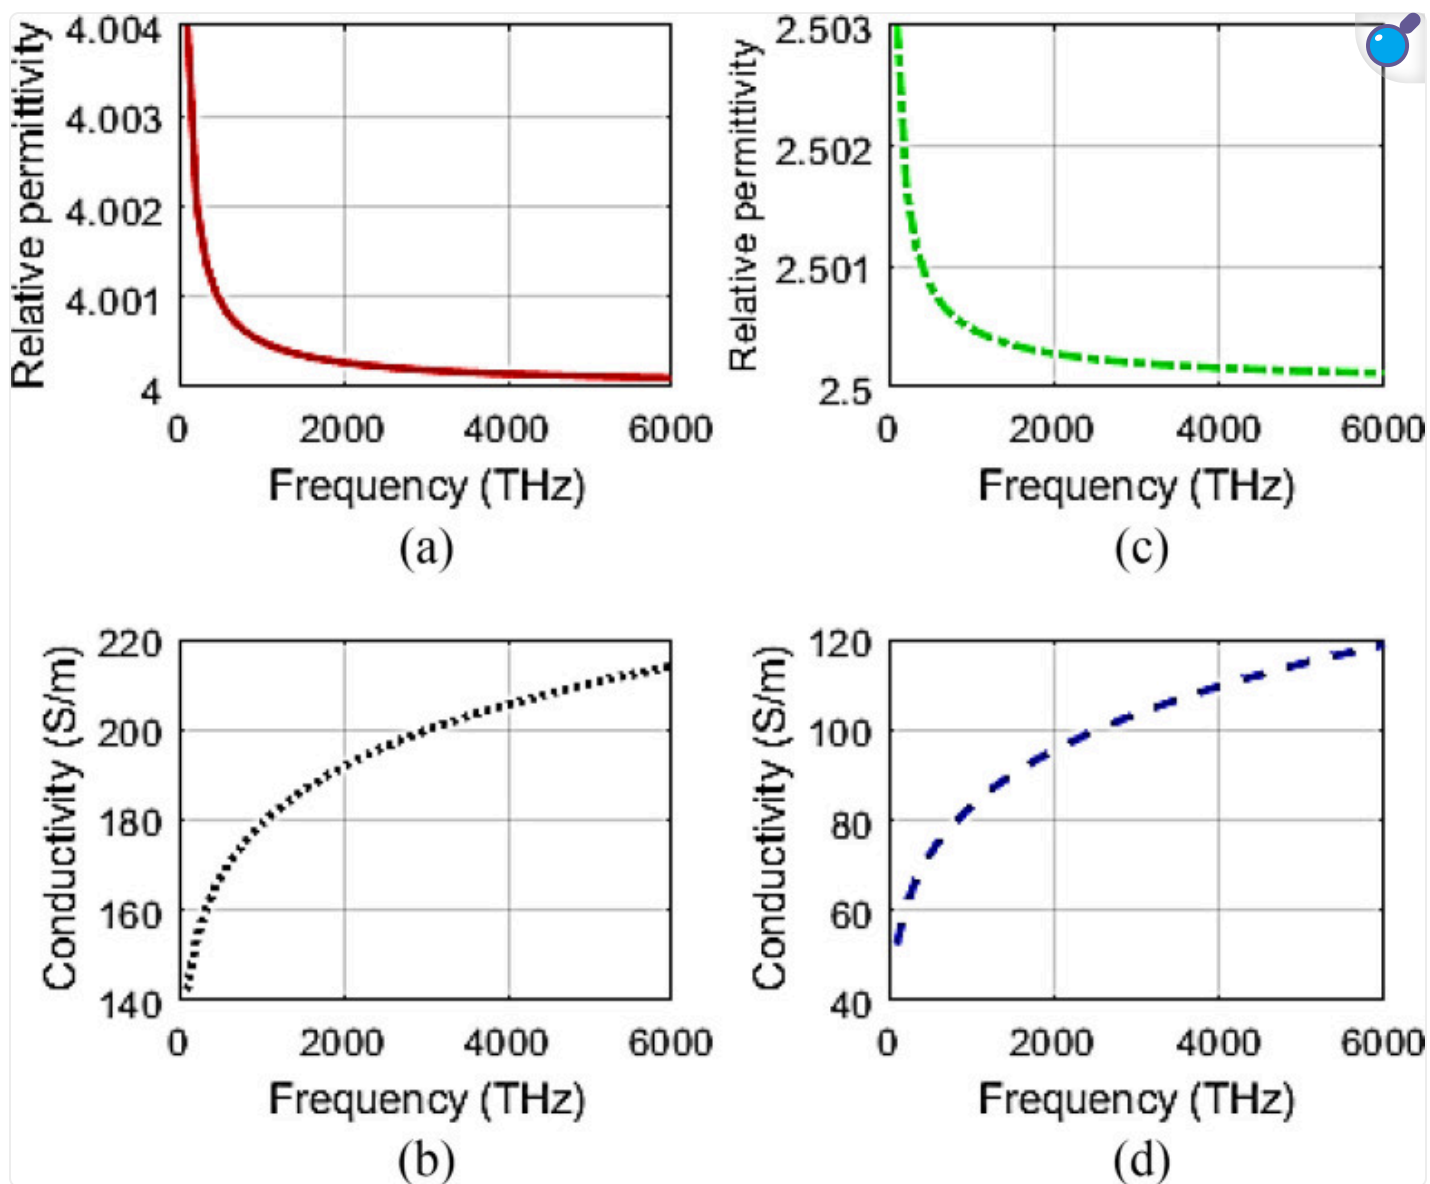 Relative permittivity
4.004
4.003
4.002
4.001
4
0 2000 4000 6000
Frequency (THz)
(a)
Relative permittivity
2.503
2.502
2.501
2.5
0 2000 4000 6000
Frequency (THz)
(c)
Conductivity (S/m)
220
200
180
160
140
0 2000 4000 6000
Frequency (THz)
(b)
Conductivity (S/m)
120
100
80
60
40
0 2000 4000 6000
Frequency (THz)
(d)